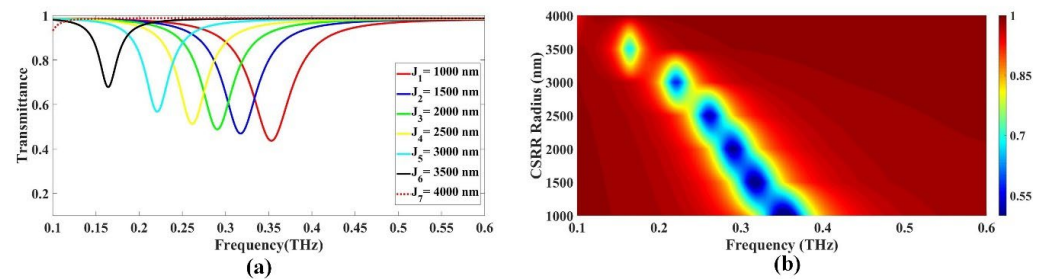 1
0.8
0.6
0.4
0.2
Transmittance
J1= 1000 nm
J2= 1500 nm
J3= 2000 nm
J4= 2500 nm
J5= 3000 nm
J6= 3500 nm
J7= 4000 nm
0.1 0.15 0.2 0.25 0.3 0.35 0.4 0.45 0.5 0.55 0.6
Frequency(THz)
(a)
4000
3500
3000
2500
2000
1500
1000
CSRR Radius (nm)
0.1 0.2 0.3 0.4 0.5 0.6
Frequency (THz)
1
0.85
0.7
0.55
(b)